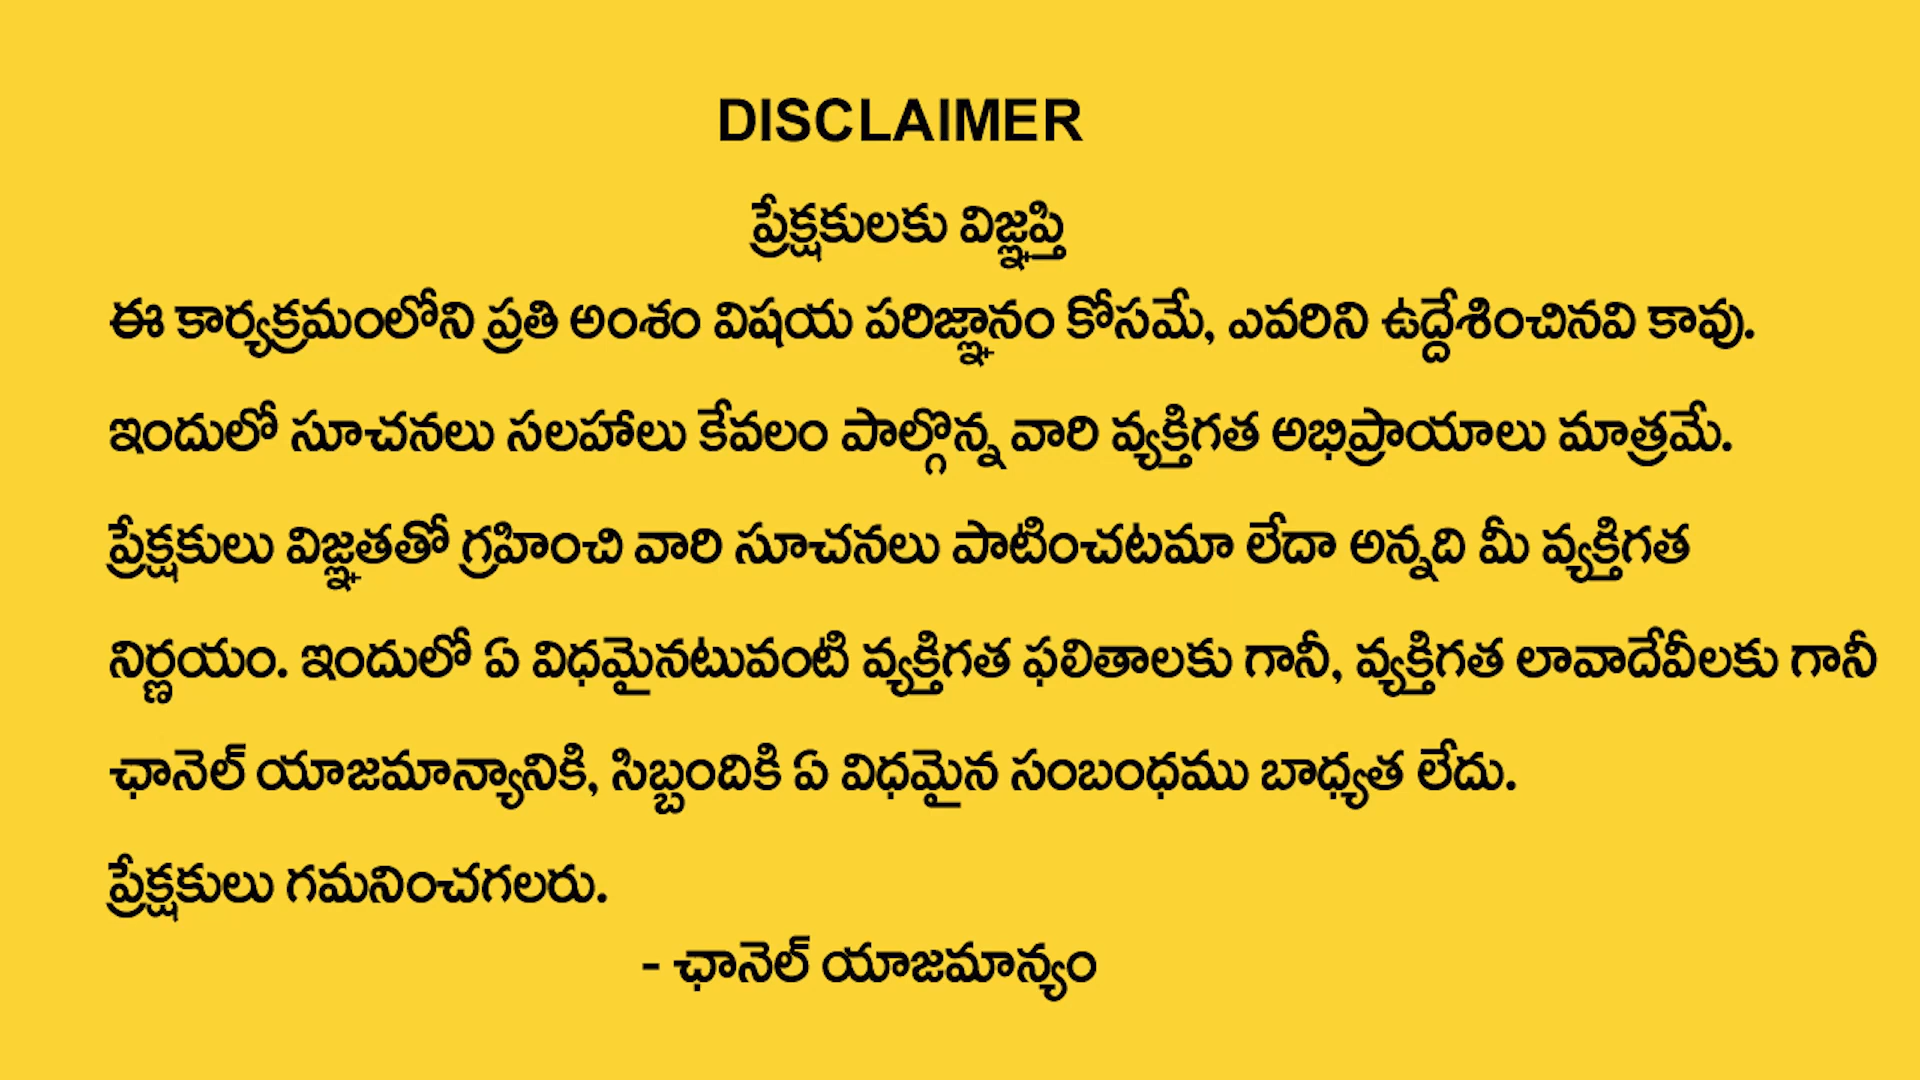 DISCLAIMER
ప్రేక్షకులకు విజ్ఞప్తి
ఈ కార్యక్రమంలోని ప్రతి అంశం విషయ పరిజ్ఞానం కోసమే, ఎవరిని ఉద్దేశించినవి కావు.
ఇందులో సూచనలు సలహాలు కేవలం పాల్గొన్న వారి వ్యక్తిగత అభిప్రాయాలు మాత్రమే.
ప్రేక్షకులు విజ్ఞతతో గ్రహించి వారి సూచనలు పాటించటమా లేదా అన్నది మీ వ్యక్తిగత
నిర్ణయం. ఇందులో ఏ విధమైనటువంటి వ్యక్తిగత ఫలితాలకు గానీ, వ్యక్తిగత లావాదేవీలకు గానీ
ఛానెల్ యాజమాన్యానికి, సిబ్బందికి ఏ విధమైన సంబంధము బాధ్యత లేదు.
ప్రేక్షకులు గమనించగలరు.
- ఛానెల్ యాజమాన్యం